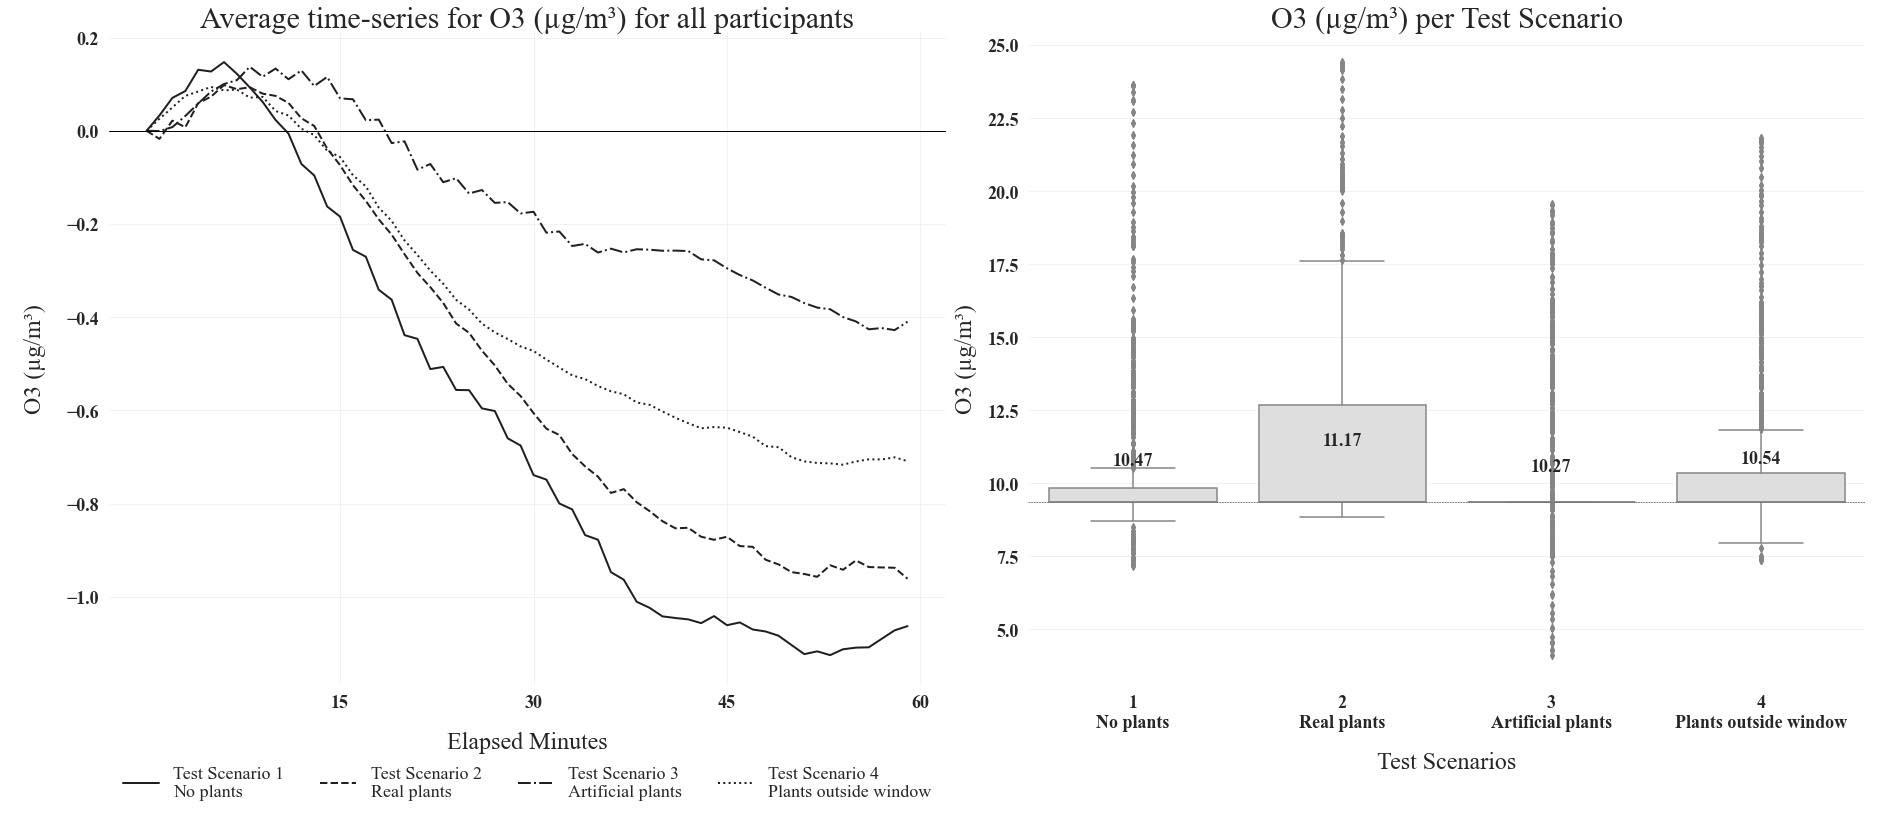 Average time-series for O3 (µg/m³) for all participants
0.2
0.0
−0.2
−0.4
−0.6
−0.8
−1.0
O3 (µg/m³)
15 30 45 60
Elapsed Minutes
Test Scenario 1
No plants
Test Scenario 2
Real plants
Test Scenario 3
Artificial plants
Test Scenario 4
Plants outside window
O3 (µg/m³) per Test Scenario
25.0
22.5
20.0
17.5
15.0
12.5
10.0
7.5
5.0
O3 (µg/m³)
10.47
11.17
10.27
10.54
1
No plants
2
Real plants
3
Artificial plants
4
Plants outside window
Test Scenarios